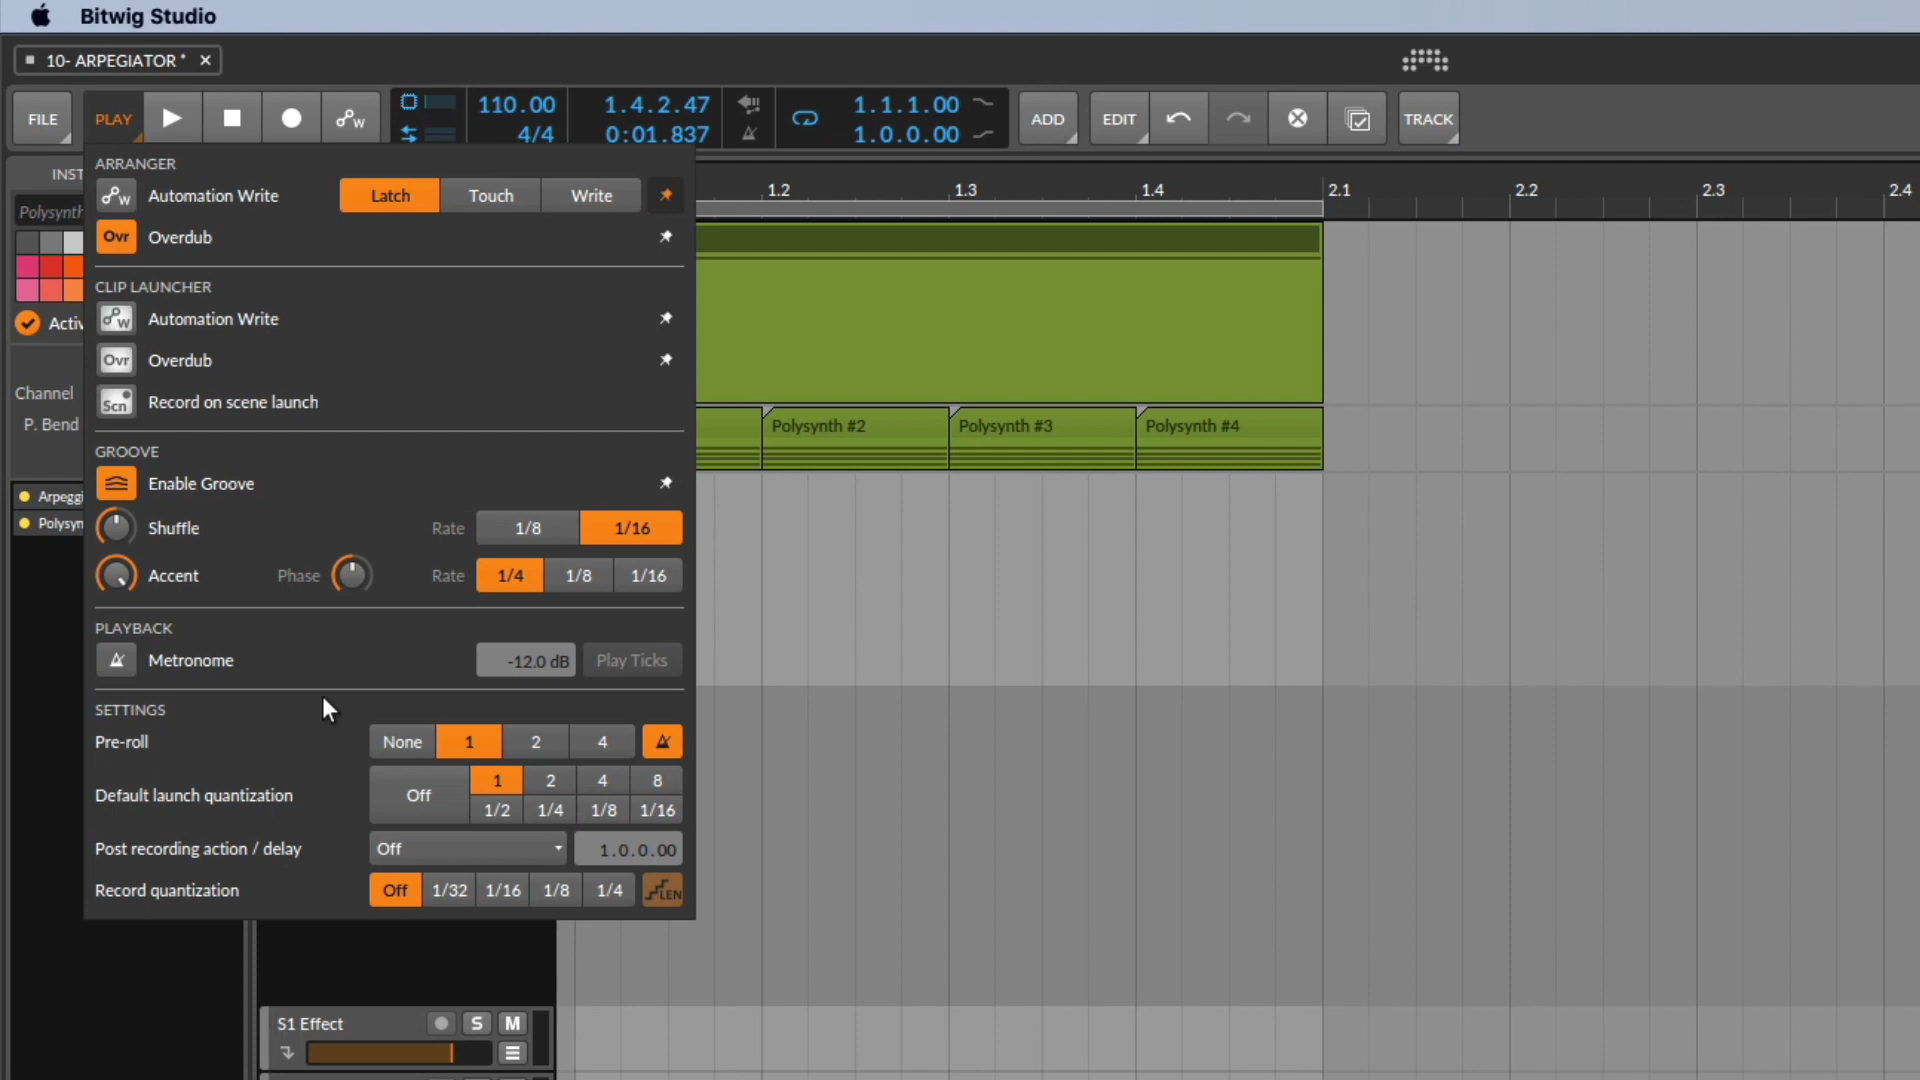 Bitwig Studio
10- ARPEGIATOR * ×
FILE PLAY 110.00 1.4.2.47 1.1.1.00 ADD EDIT TRACK
4/4 0:01.837 1.0.0.00
INST ARRANGER
1.2 1.3 1.4 2.1 2.2 2.3 2.4
Polysynth Automation Write Latch Touch Write
Ovr Overdub
CLIP LAUNCHER
Activ Automation Write
Ovr Overdub
Channel Scn Record on scene launch
P. Bend
Polysynth #2 Polysynth #3 Polysynth #4
GROOVE
Enable Groove
Arpeggi
Polysyn Shuffle Rate 1/8 1/16
Accent Phase Rate 1/4 1/8 1/16
PLAYBACK
Metronome -12.0 dB Play Ticks
SETTINGS
Pre-roll None 1 2 4
Default launch quantization Off 1 2 4 8
1/2 1/4 1/8 1/16
Post recording action / delay Off 1.0.0.00
Record quantization Off 1/32 1/16 1/8 1/4 LEN
S1 Effect S M